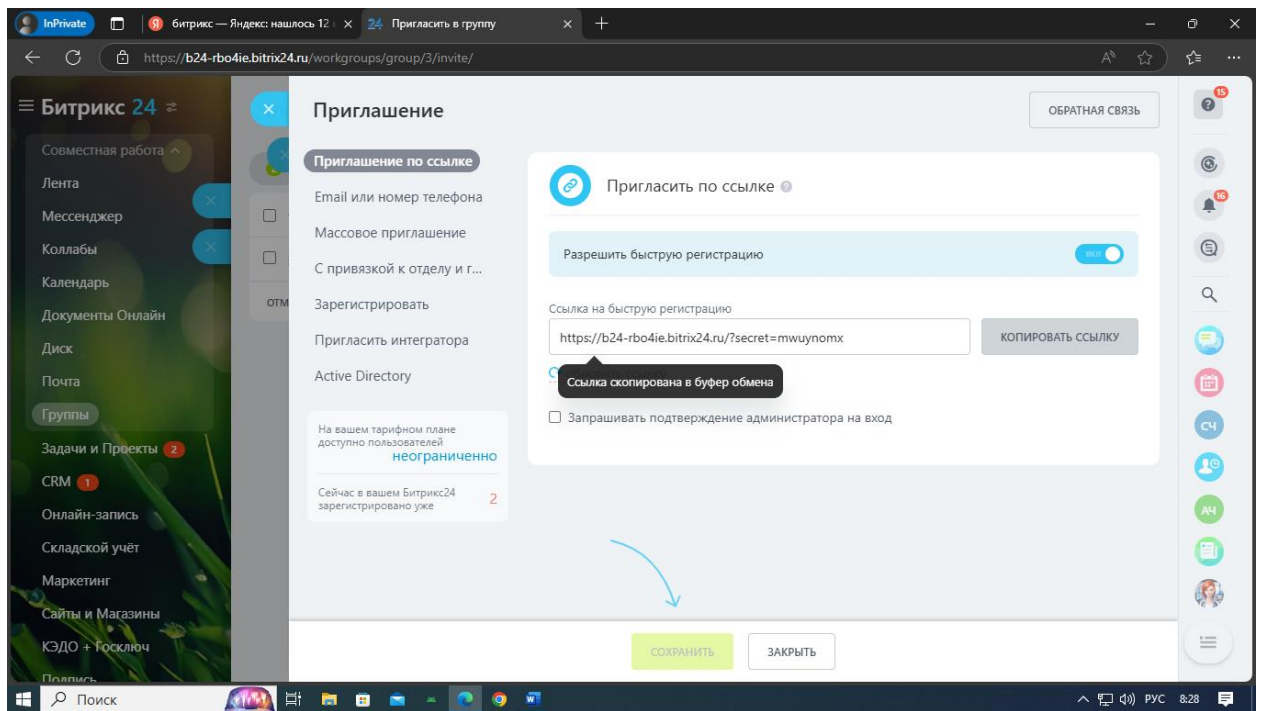 InPrivate
битрикс — Яндекс: нашлось 12
24 Пригласить в группу
https://b24-rbo4ie.bitrix24.ru/workgroups/group/3/invite/
Битрикс 24
Совместная работа
Лента
Мессенджер
Коллабы
Календарь
Документы Онлайн
Диск
Почта
Группы
Задачи и Проекты 2
CRM 1
Онлайн-запись
Складской учёт
Маркетинг
Сайты и Магазины
КЭДО + Госключ
Подпись
отм
Приглашение
ОБРАТНАЯ СВЯЗЬ
Приглашение по ссылке
Email или номер телефона
Массовое приглашение
С привязкой к отделу и г...
Зарегистрировать
Пригласить интегратора
Active Directory
На вашем тарифном плане
доступно пользователей
неограниченно
Сейчас в вашем Битрикс24
зарегистрировано уже 2
Пригласить по ссылке
Разрешить быструю регистрацию
ВКЛ
Ссылка на быструю регистрацию
https://b24-rbo4ie.bitrix24.ru/?secret=mwuynomx
КОПИРОВАТЬ ССЫЛКУ
Ссылка скопирована в буфер обмена
Запрашивать подтверждение администратора на вход
СОХРАНИТЬ
ЗАКРЫТЬ
15
16
СЧ
АЧ
Поиск
РУС
8:28